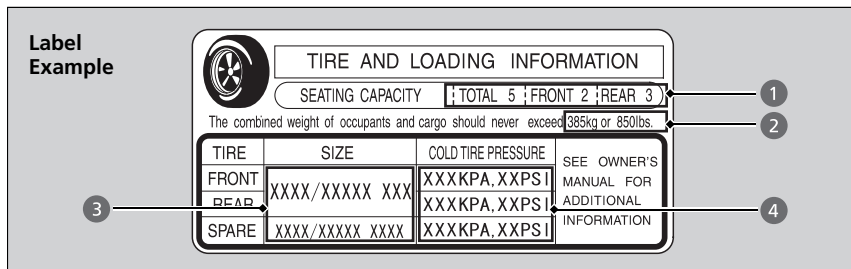 Label
Example
TIRE AND LOADING INFORMATION
SEATING CAPACITY TOTAL 5 FRONT 2 REAR 3
1
The combined weight of occupants and cargo should never exceed 385kg or 850lbs.
2
TIRE SIZE COLD TIRE PRESSURE
SEE OWNER'S
MANUAL FOR
ADDITIONAL
INFORMATION
FRONT XXXX/XXXXX XXX XXXKPA,XXPSI
REAR XXXKPA,XXPSI
SPARE XXXX/XXXXX XXXX XXXKPA,XXPSI
3
4